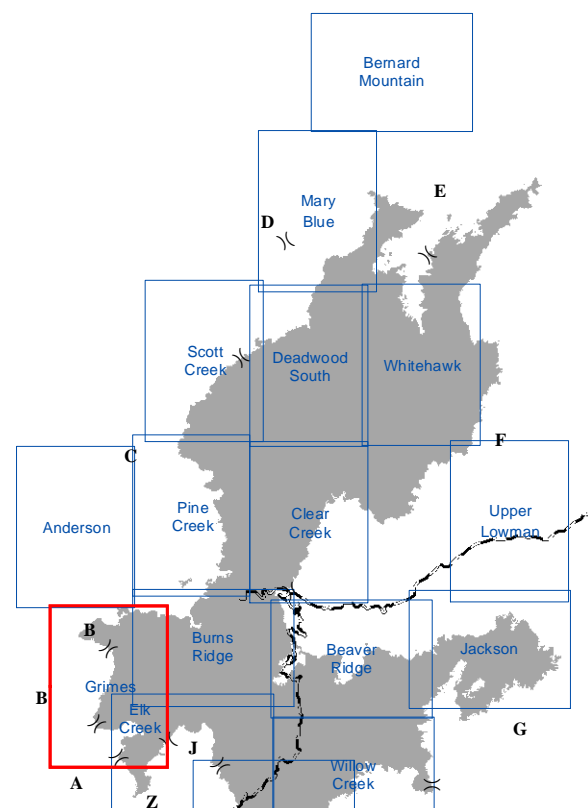 Bernard
Mountain
E
Mary
Blue
D
Scott
Creek
Deadwood
South
Whitehawk
F
C
Pine
Creek
Clear
Creek
Upper
Lowman
Anderson
B
Burns
Ridge
Beaver
Ridge
Jackson
B
Grimes
Elk
Creek
G
J
A
Willow
Creek
Z